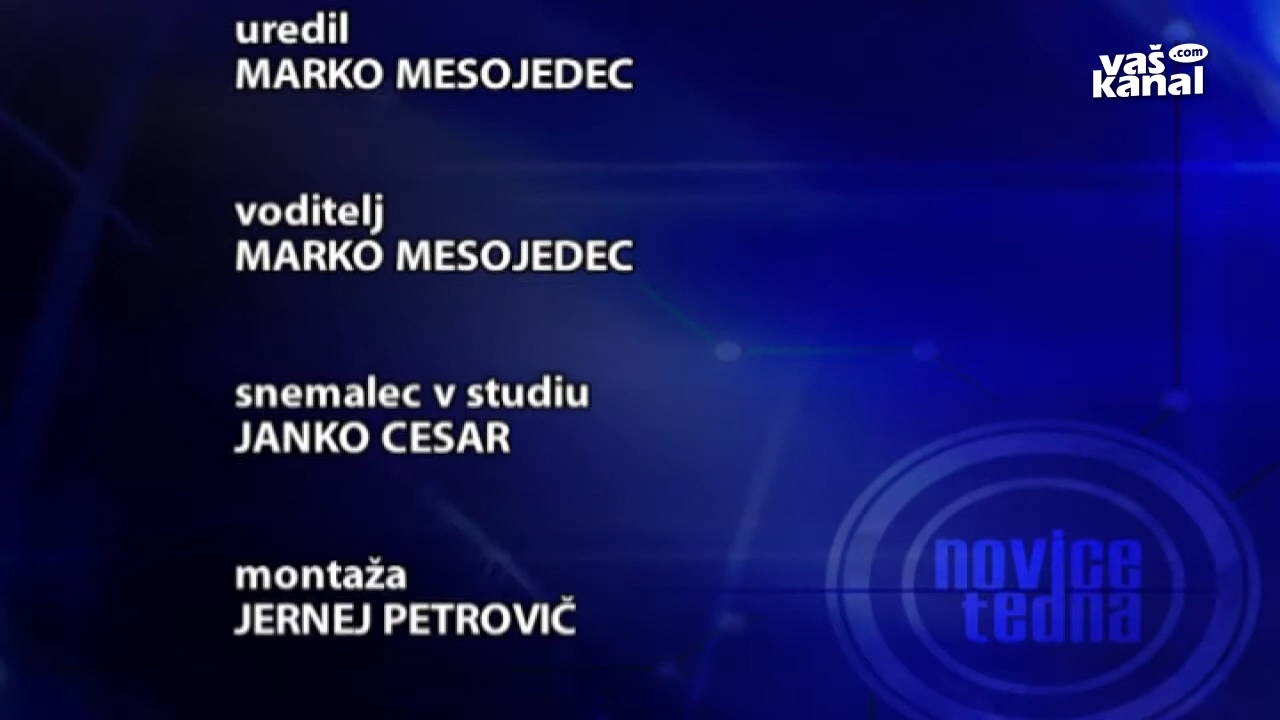 uredil
MARKO MESOJEDEC
vaš
.com
kanal
voditelj
MARKO MESOJEDEC
snemalec v studiu
JANKO CESAR
montaža
JERNEJ PETROVIČ
novice
tedna